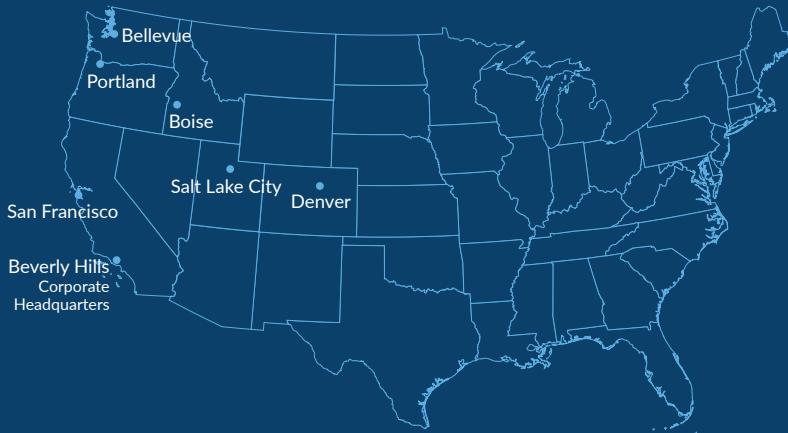 Bellevue
Portland
Boise
Salt Lake City
Denver
San Francisco
Beverly Hills
Corporate
Headquarters